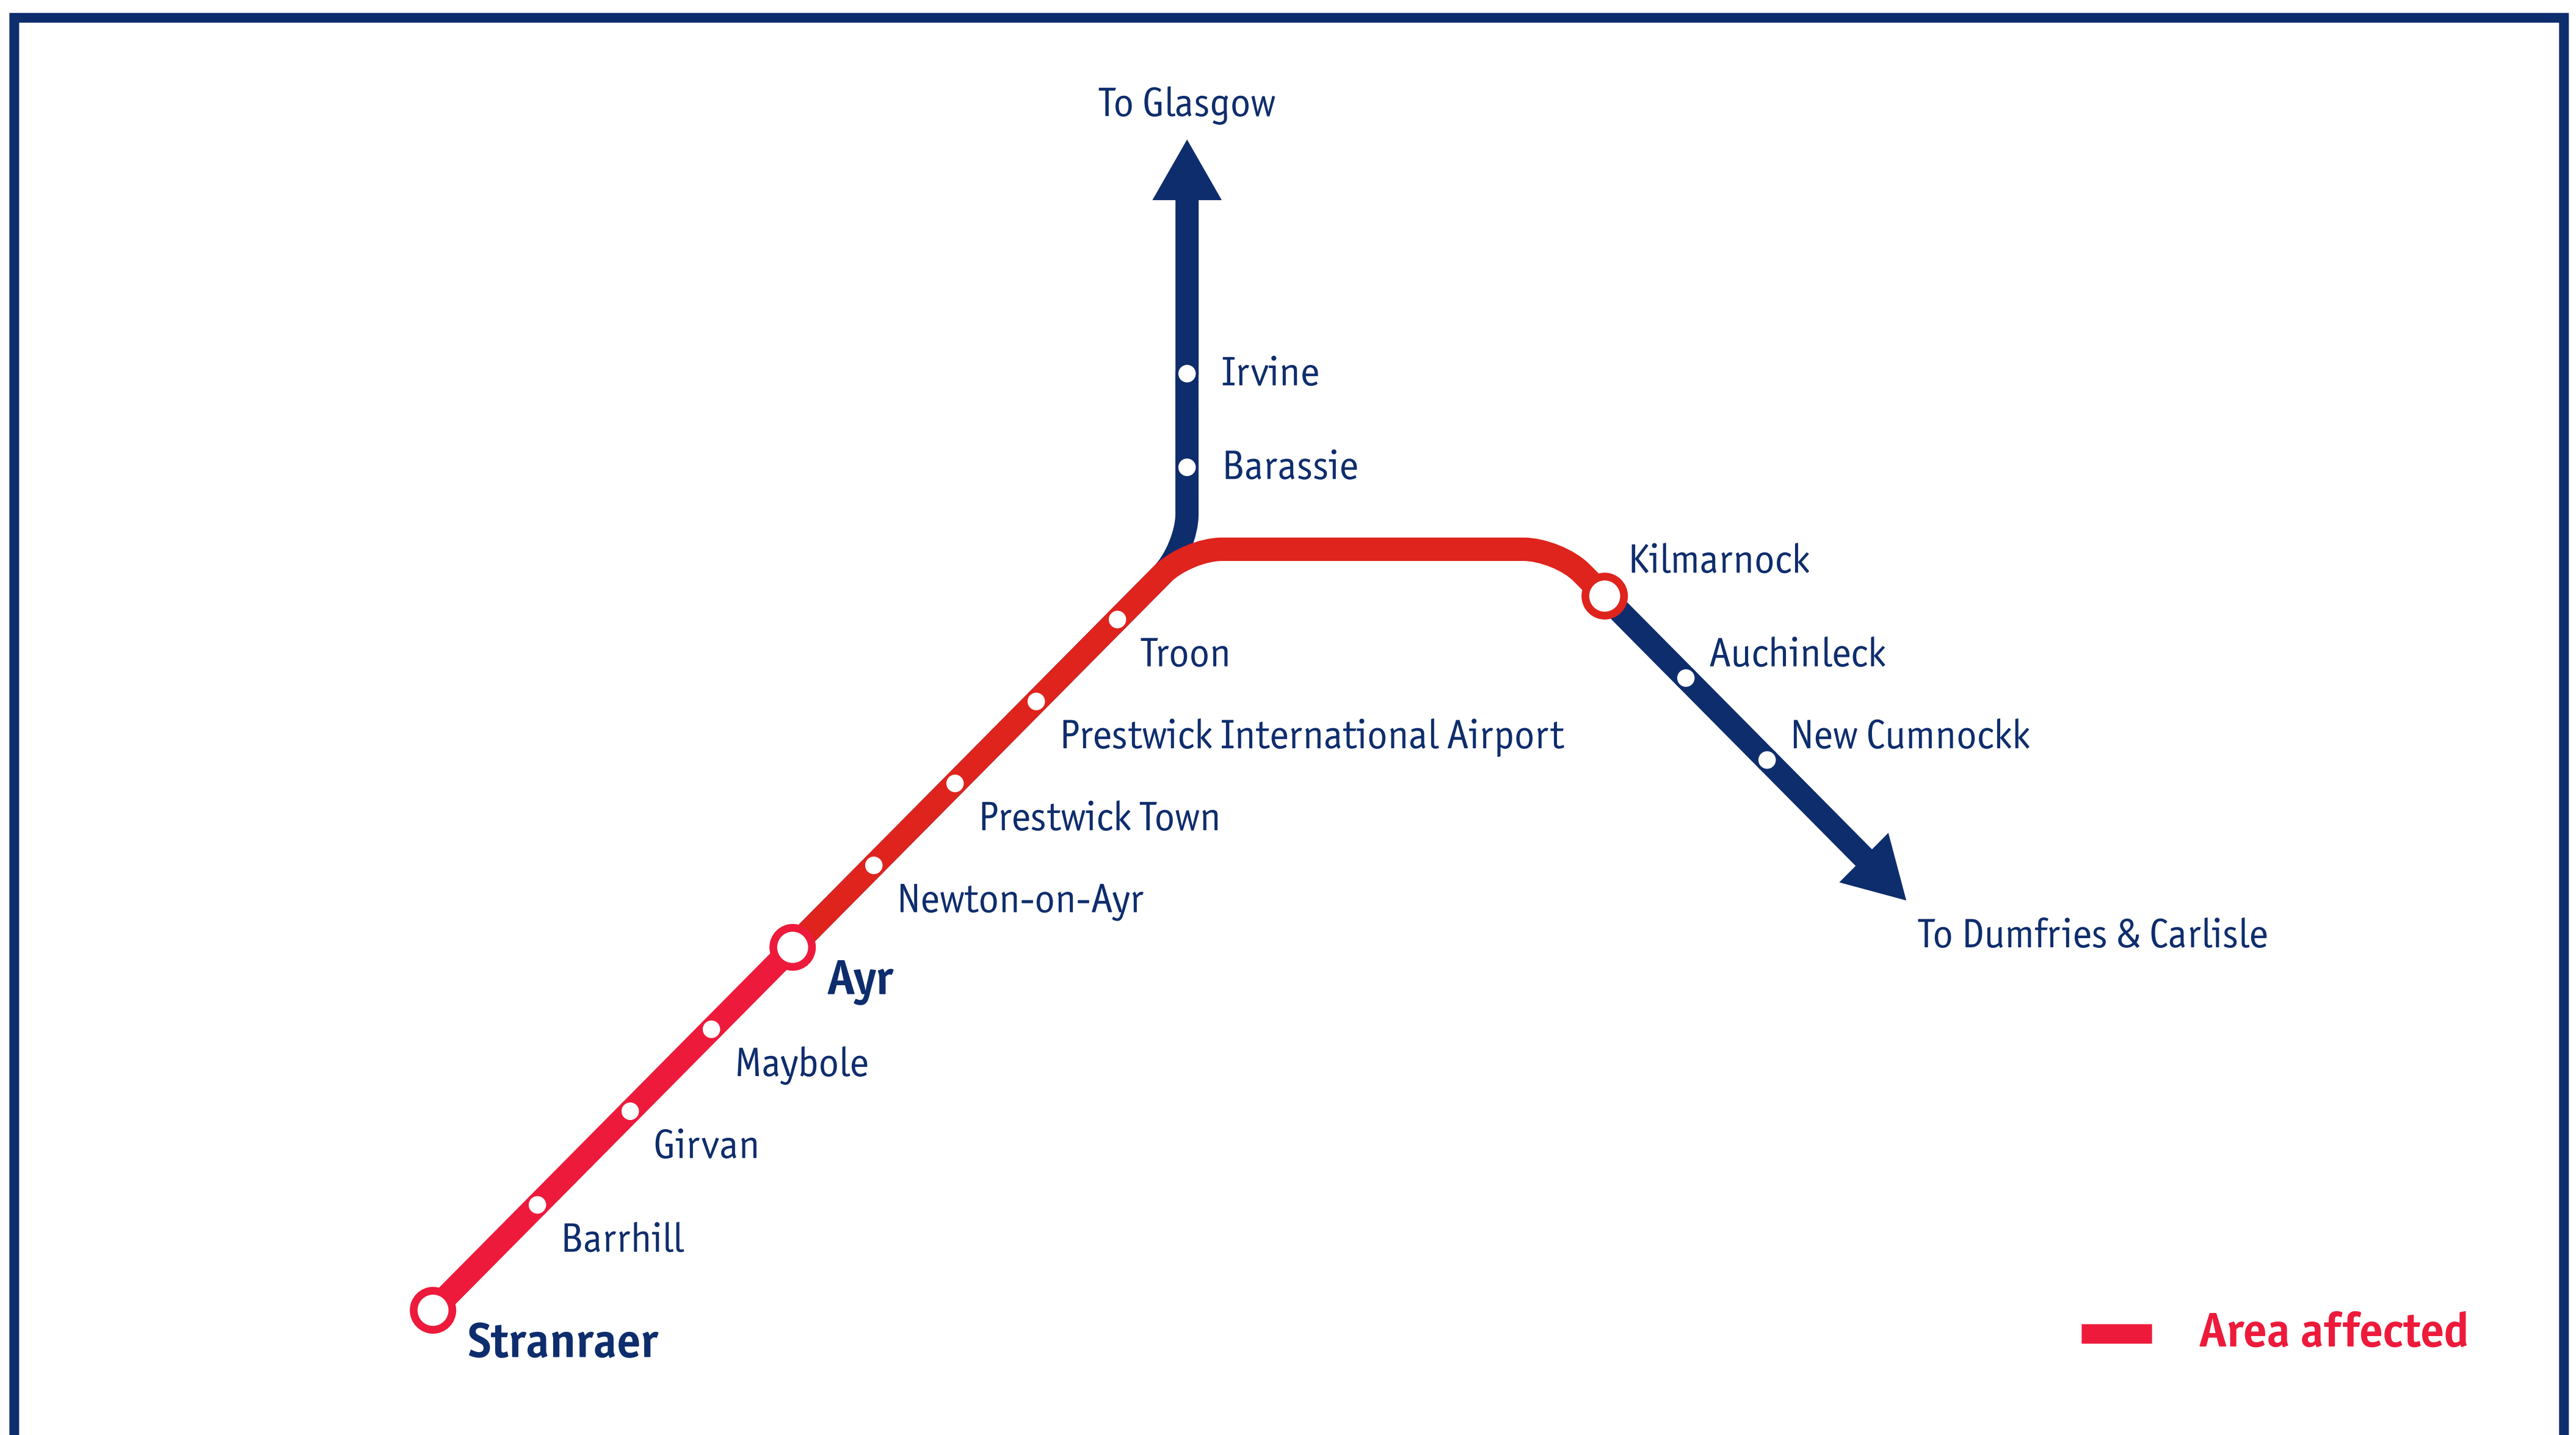 To Glasgow
Irvine
Barassie
Kilmarnock
Troon
Auchinleck
Prestwick International Airport
New Cumnockk
Prestwick Town
Newton-on-Ayr
To Dumfries & Carlisle
Ayr
Maybole
Girvan
Barrhill
Stranraer
Area affected